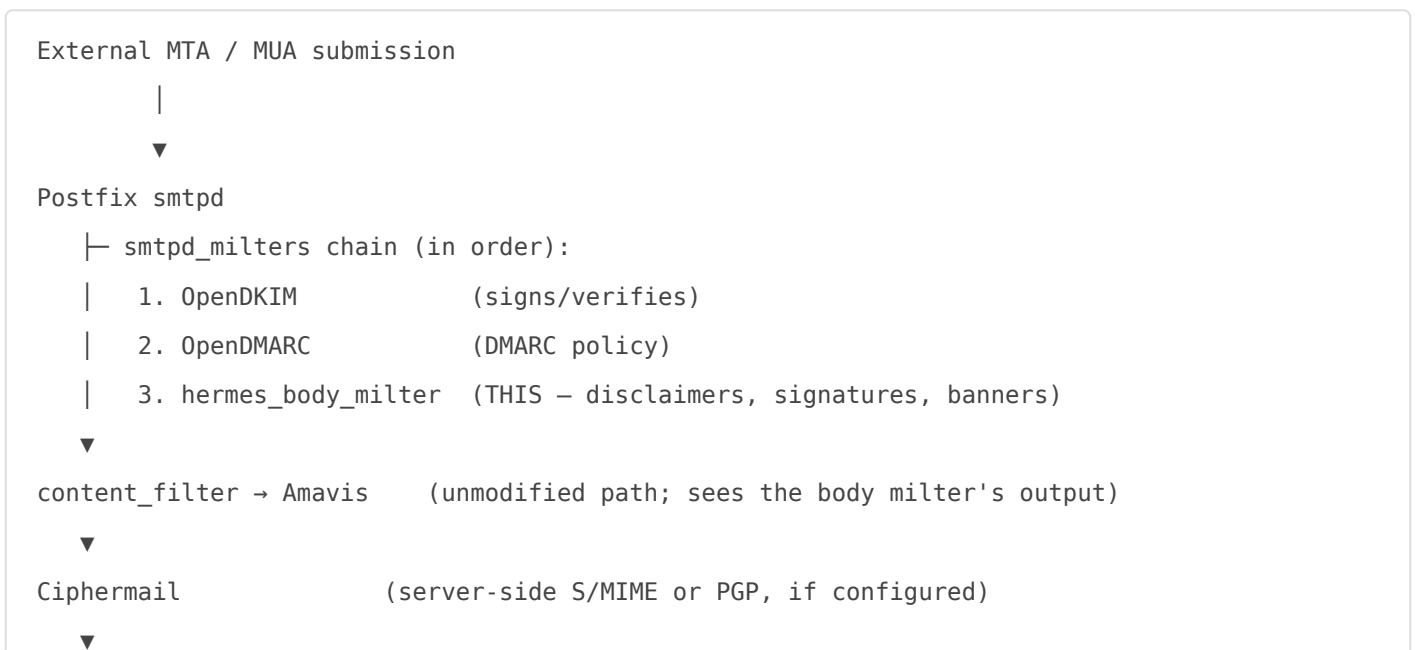 External MTA / MUA submission
│
▼
Postfix smtpd
├─ smtpd_milters chain (in order):
│   1. OpenDKIM           (signs/verifies)
│   2. OpenDMARC          (DMARC policy)
│   3. hermes_body_milter  (THIS — disclaimers, signatures, banners)
▼
content_filter → Amavis    (unmodified path; sees the body milter's output)
▼
Ciphermail              (server-side S/MIME or PGP, if configured)
▼